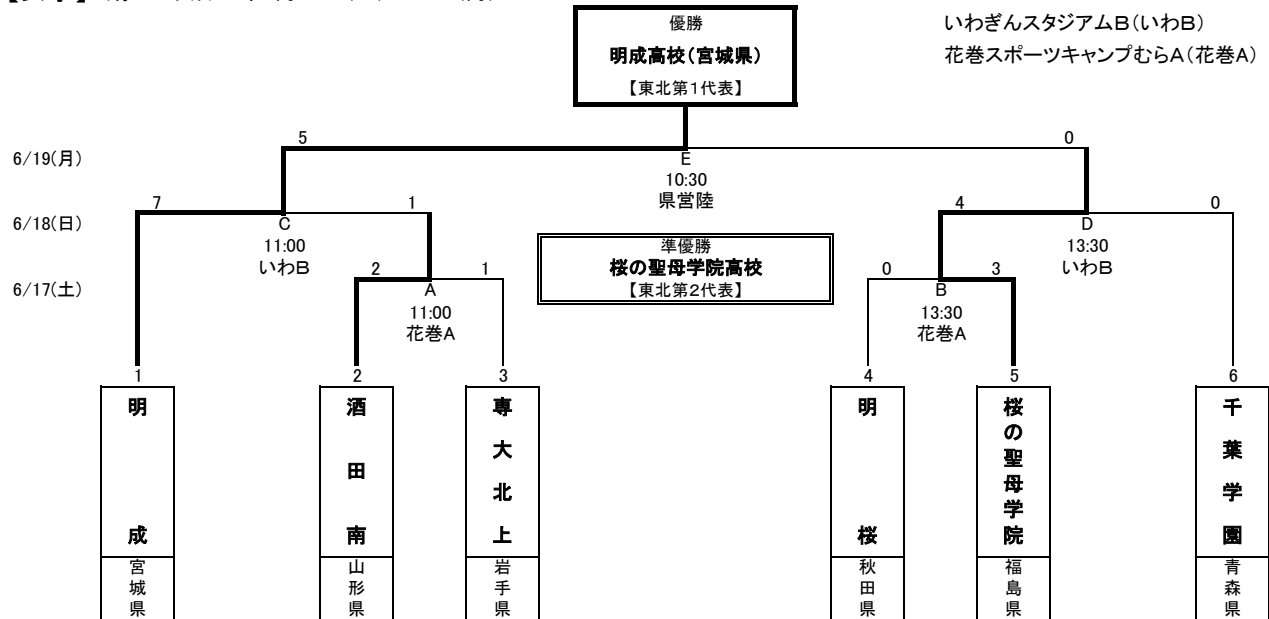 優勝
明成高校(宮城県)
【東北第1代表】
いわぎんスタジアムB(いわB)
花巻スポーツキャンプむらA(花巻A)
5
0
6/19(月)
E
10:30
県営陸
7
1
4
0
6/18(日)
C
11:00
いわB
D
13:30
いわB
準優勝
桜の聖母学院高校
【東北第2代表】
2
1
0
3
6/17(土)
A
11:00
花巻A
B
13:30
花巻A
1
明成
宮城県
2
酒田南
山形県
3
専大北上
岩手県
4
明桜
秋田県
5
桜の聖母学院
福島県
6
千葉学園
青森県